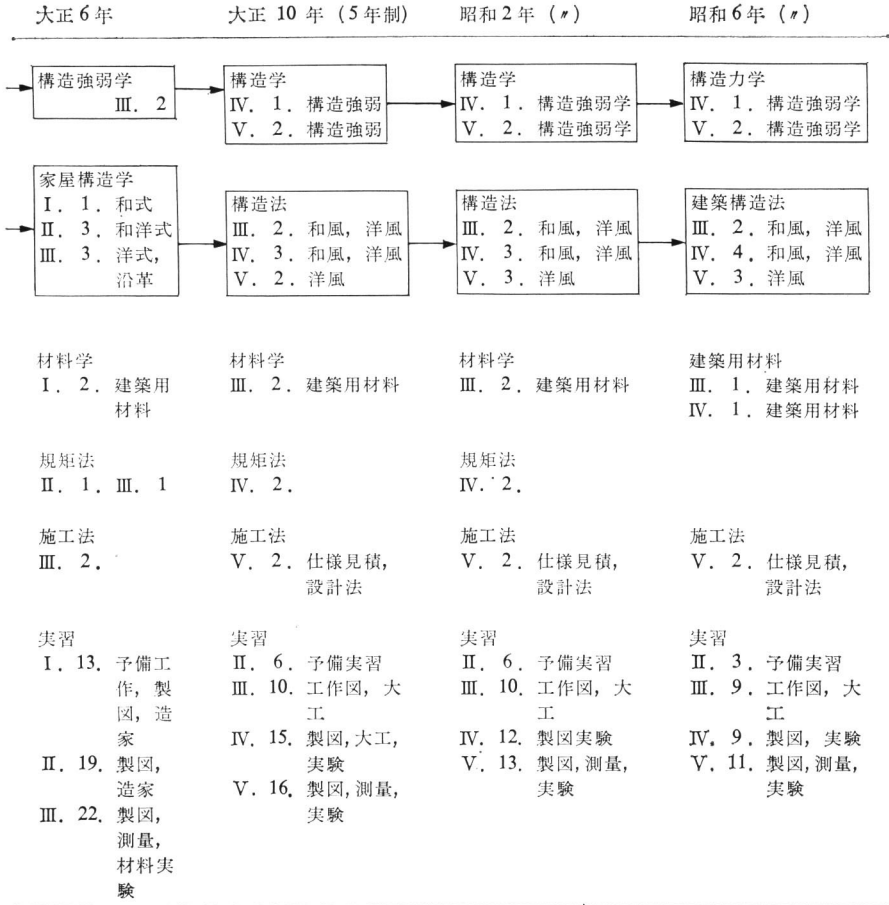 大正6年
大正 10 年 (5年制)
昭和2年 (〃)
昭和6年 (〃)
構造強弱学
Ⅲ. 2
構造学
Ⅳ. 1. 構造強弱
Ⅴ. 2. 構造強弱
構造学
Ⅳ. 1. 構造強弱学
Ⅴ. 2. 構造強弱学
構造力学
Ⅳ. 1. 構造強弱学
Ⅴ. 2. 構造強弱学
家屋構造学
Ⅰ. 1. 和式
Ⅱ. 3. 和洋式
Ⅲ. 3. 洋式,
沿革
構造法
Ⅲ. 2. 和風, 洋風
Ⅳ. 3. 和風, 洋風
Ⅴ. 2. 洋風
構造法
Ⅲ. 2. 和風, 洋風
Ⅳ. 3. 和風, 洋風
Ⅴ. 3. 洋風
建築構造法
Ⅲ. 2. 和風, 洋風
Ⅳ. 4. 和風, 洋風
Ⅴ. 3. 洋風
材料学
Ⅰ. 2. 建築用
材料
材料学
Ⅲ. 2. 建築用材料
材料学
Ⅲ. 2. 建築用材料
建築用材料
Ⅲ. 1. 建築用材料
Ⅳ. 1. 建築用材料
規矩法
Ⅱ. 1. Ⅲ. 1
規矩法
Ⅳ. 2.
規矩法
Ⅳ. 2.
施工法
Ⅲ. 2.
施工法
Ⅴ. 2. 仕様見積,
設計法
施工法
Ⅴ. 2. 仕様見積,
設計法
施工法
Ⅴ. 2. 仕様見積,
設計法
実習
Ⅰ. 13. 予備工
作, 製
図, 造
家
Ⅱ. 19. 製図,
造家
Ⅲ. 22. 製図,
測量,
材料実
験
実習
Ⅱ. 6. 予備実習
Ⅲ. 10. 工作図, 大
工
Ⅳ. 15. 製図, 大工,
実験
Ⅴ. 16. 製図, 測量,
実験
実習
Ⅱ. 6. 予備実習
Ⅲ. 10. 工作図, 大
工
Ⅳ. 12. 製図実験
Ⅴ. 13. 製図, 測量,
実験
実習
Ⅱ. 3. 予備実習
Ⅲ. 9. 工作図, 大
工
Ⅳ. 9. 製図, 実験
Ⅴ. 11. 製図, 測量,
実験